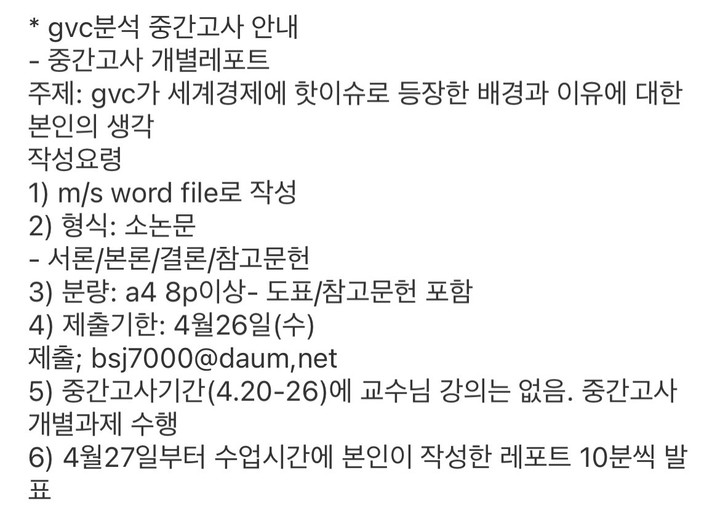 * gvc분석 중간고사 안내
- 중간고사 개별레포트
주제: gvc가 세계경제에 핫이슈로 등장한 배경과 이유에 대한
본인의 생각
작성요령
1) m/s word file로 작성
2) 형식: 소논문
- 서론/본론/결론/참고문헌
3) 분량: a4 8p이상- 도표/참고문헌 포함
4) 제출기한: 4월26일(수)
제출; bsj7000@daum,net
5) 중간고사기간(4.20-26)에 교수님 강의는 없음. 중간고사
개별과제 수행
6) 4월27일부터 수업시간에 본인이 작성한 레포트 10분씩 발
표